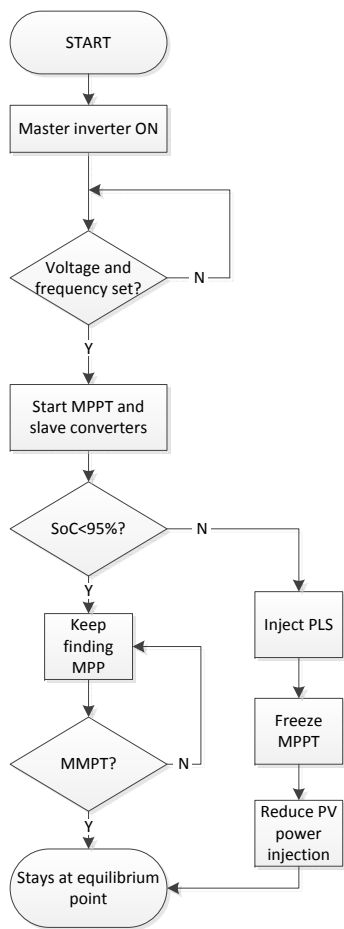 START
Master inverter ON
Voltage and
frequency set?
N
Y
Start MPPT and
slave converters
SoC<95%?
N
Y
Keep
finding
MPP
Inject PLS
Freeze
MPPT
MMPT?
N
Y
Reduce PV
power
injection
Stays at equilibrium
point